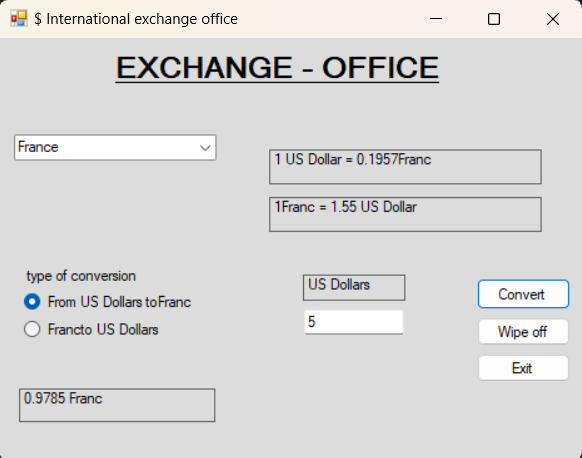 $ International exchange office
EXCHANGE - OFFICE
France
1 US Dollar = 0.1957Franc
1Franc = 1.55 US Dollar
type of conversion
From US Dollars toFranc
Francto US Dollars
US Dollars
5
Convert
Wipe off
Exit
0.9785 Franc